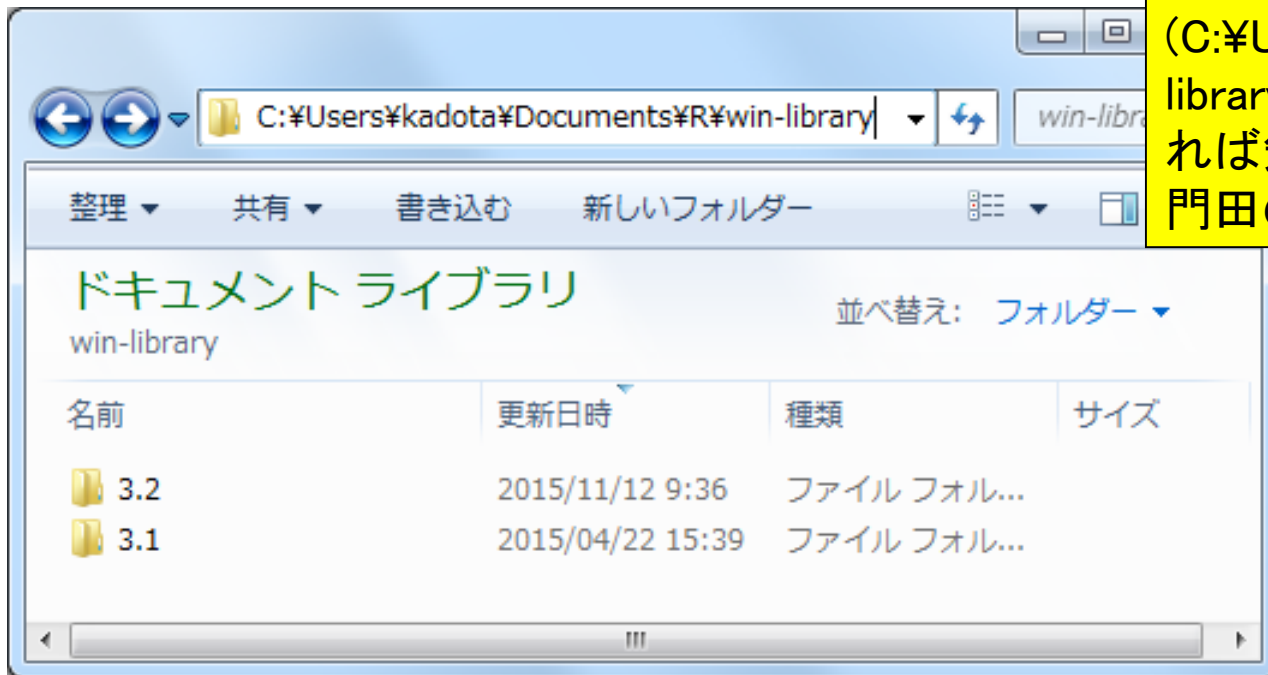 C:¥Users¥kadota¥Documents¥R¥win-library
win-libr
(C:¥U
library
れば
門田の
整理 ▼ 共有 ▼ 書き込む 新しいフォルダー
ドキュメント ライブラリ
win-library
並べ替え: フォルダー ▼
名前 更新日時 種類 サイズ
3.2 2015/11/12 9:36 ファイル フォル...
3.1 2015/04/22 15:39 ファイル フォル...